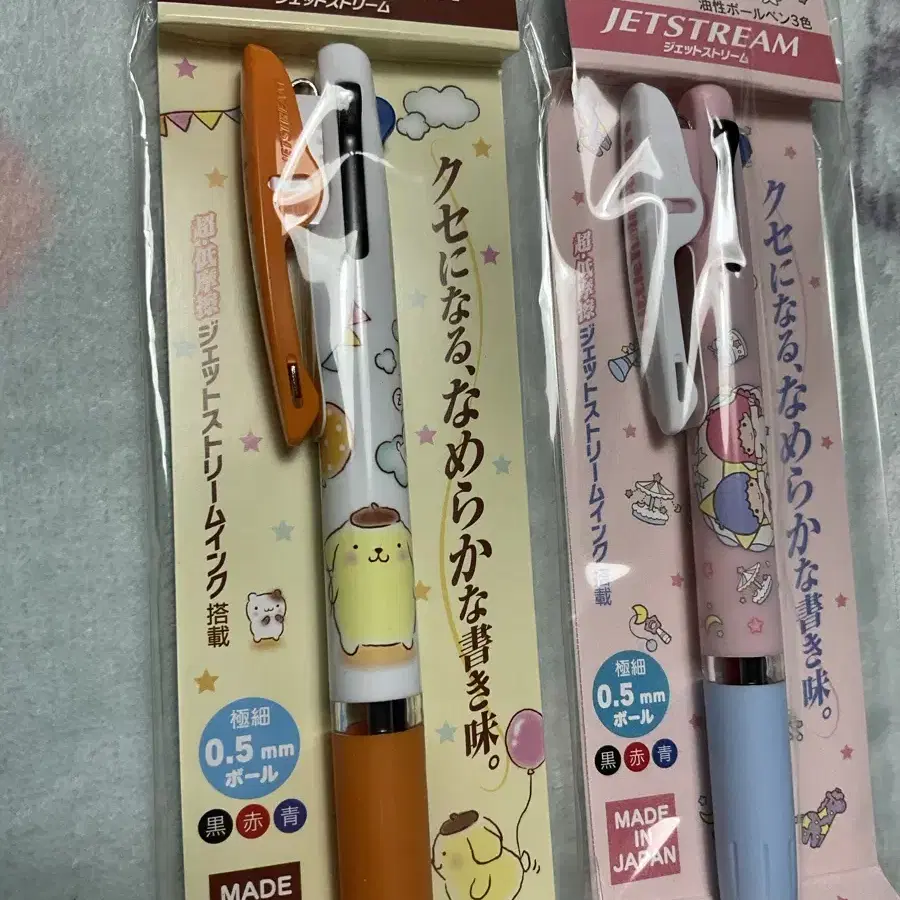 ジェットストリーム
クセになる、なめらかな書き味。
超・低摩擦ジェットストリームインク搭載
極細
0.5 mm
ボール
黒 赤 青
MADE
油性ボールペン3色
JETSTREAM
ジェットストリーム
クセになる、なめらかな書き味。
超・低摩擦ジェットストリームインク搭載
極細
0.5 mm
ボール
黒 赤 青
MADE
IN
JAPAN